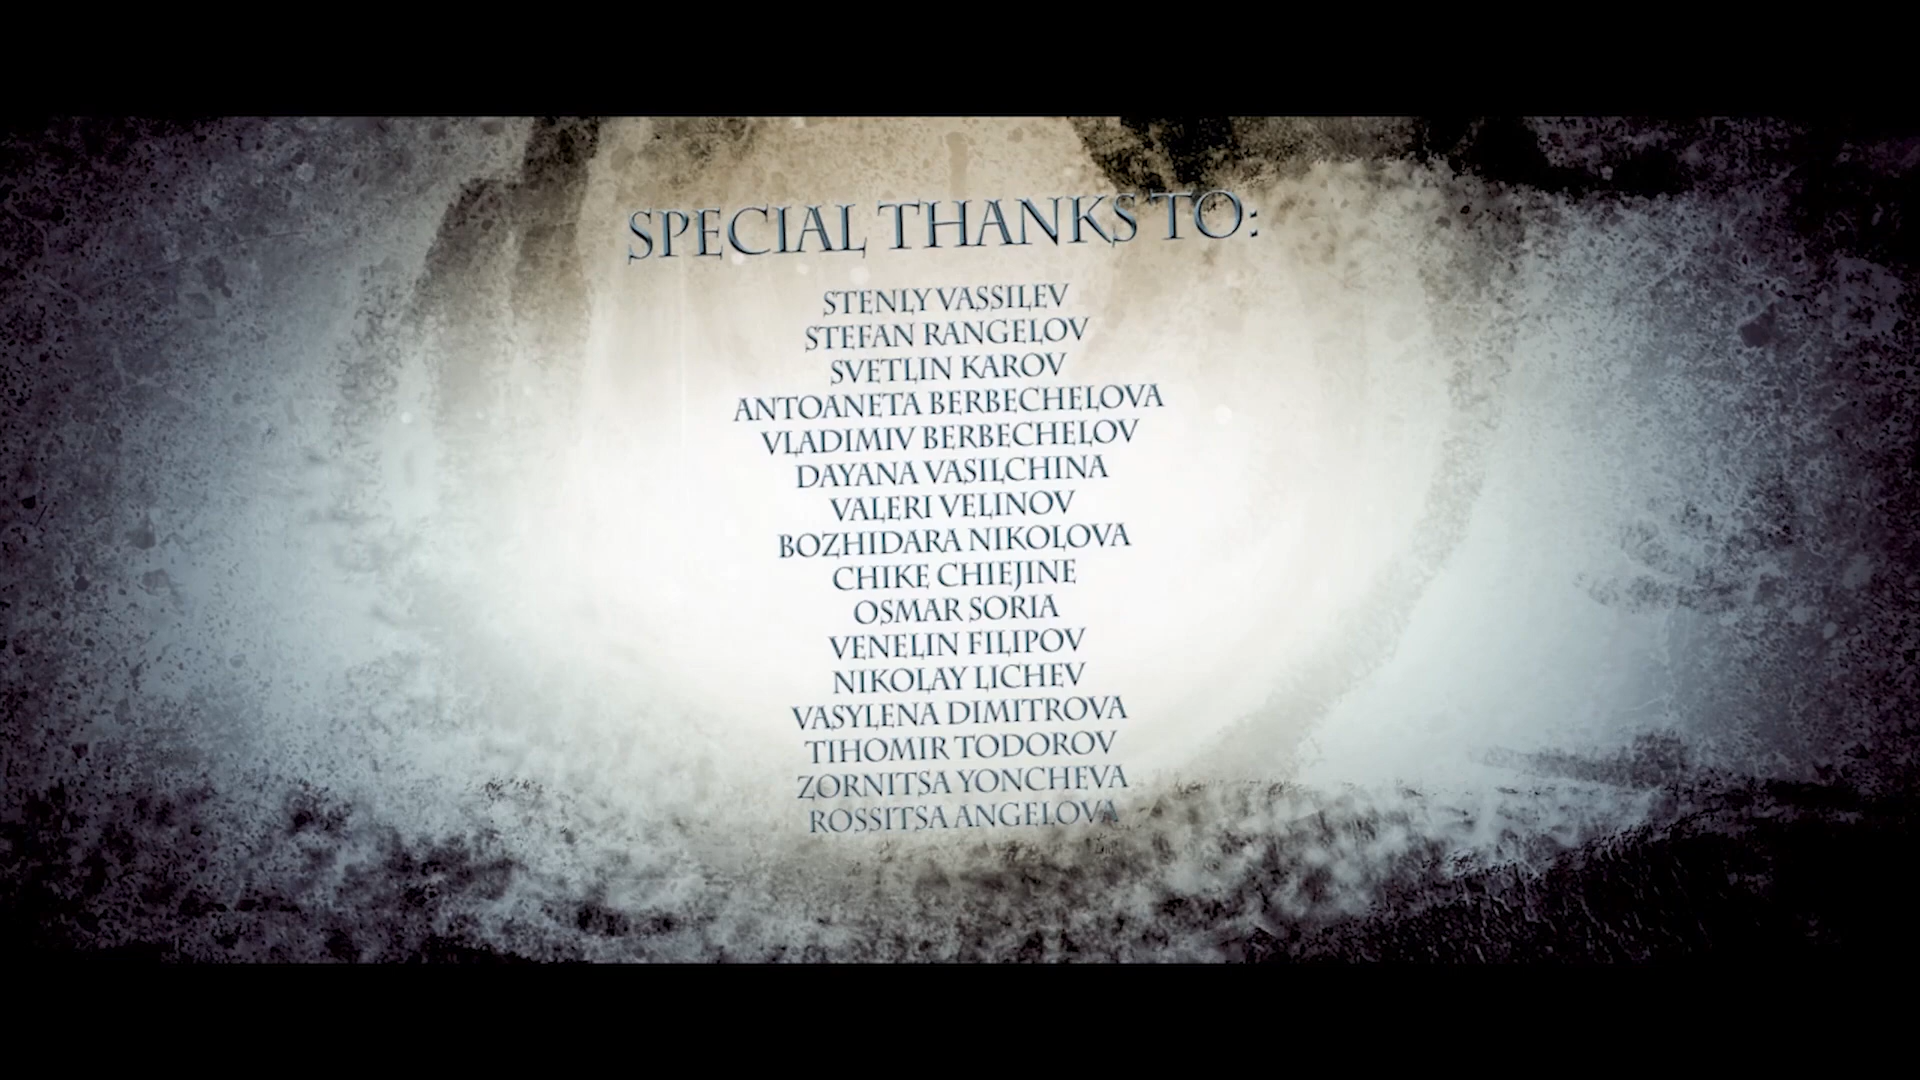 SPECIAL THANKS TO:
STENLY VASSILEV
STEFAN RANGELOV
SVETLIN KAROV
ANTOANETA BERBECHELOVA
VLADIMIV BERBECHELOV
DAYANA VASILCHINA
VALERI VELINOV
BOZHIDARA NIKOLOVA
CHIKE CHIEJINE
OSMAR SORIA
VENELIN FILIPOV
NIKOLAY LICHEV
VASYLENA DIMITROVA
TIHOMIR TODOROV
ZORNITSA YONCHEVA
ROSSITSA ANGELOVA